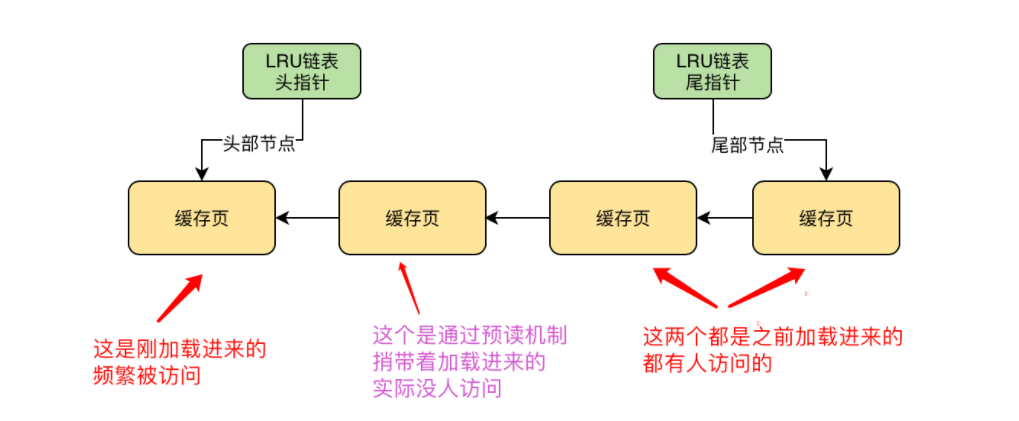 LRU链表
头指针
LRU链表
尾指针
头部节点
尾部节点
缓存页
缓存页
缓存页
缓存页
这是刚加载进来的
频繁被访问
这个是通过预读机制
捎带着加载进来的
实际没人访问
这两个都是之前加载进来的
都有人访问的